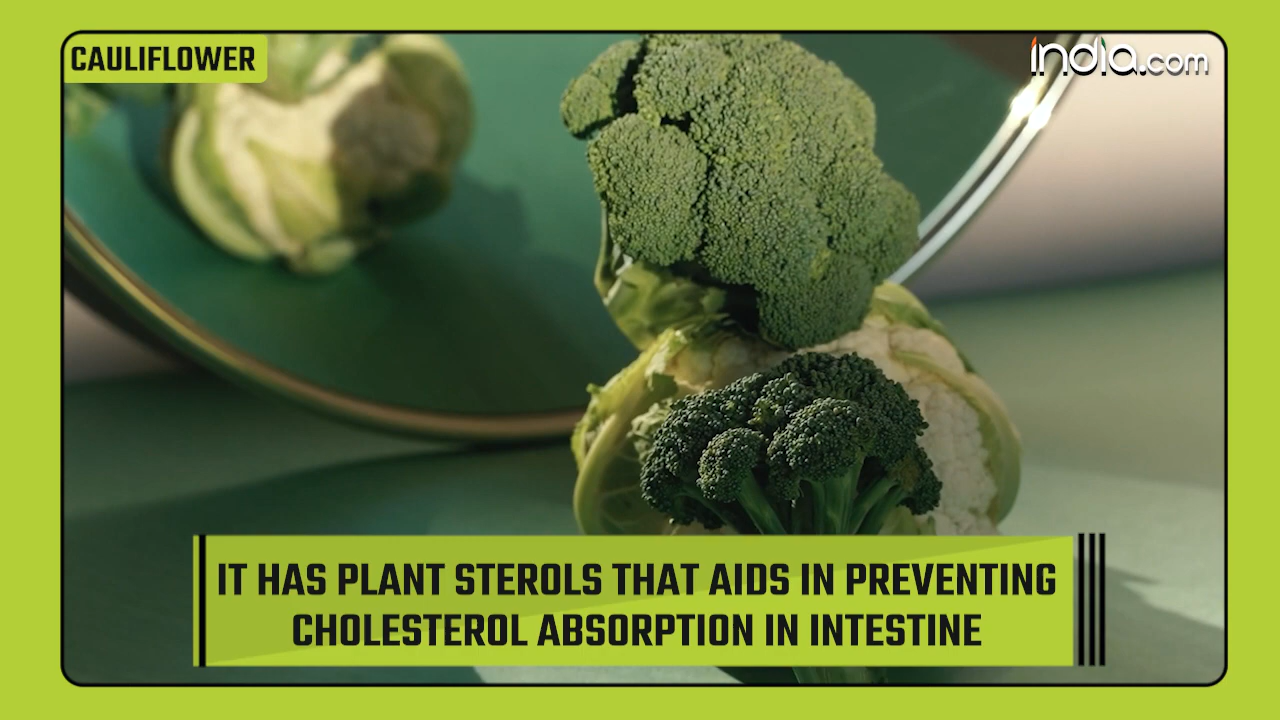 CAULIFLOWER
india.com
IT HAS PLANT STEROLS THAT AIDS IN PREVENTING
CHOLESTEROL ABSORPTION IN INTESTINE